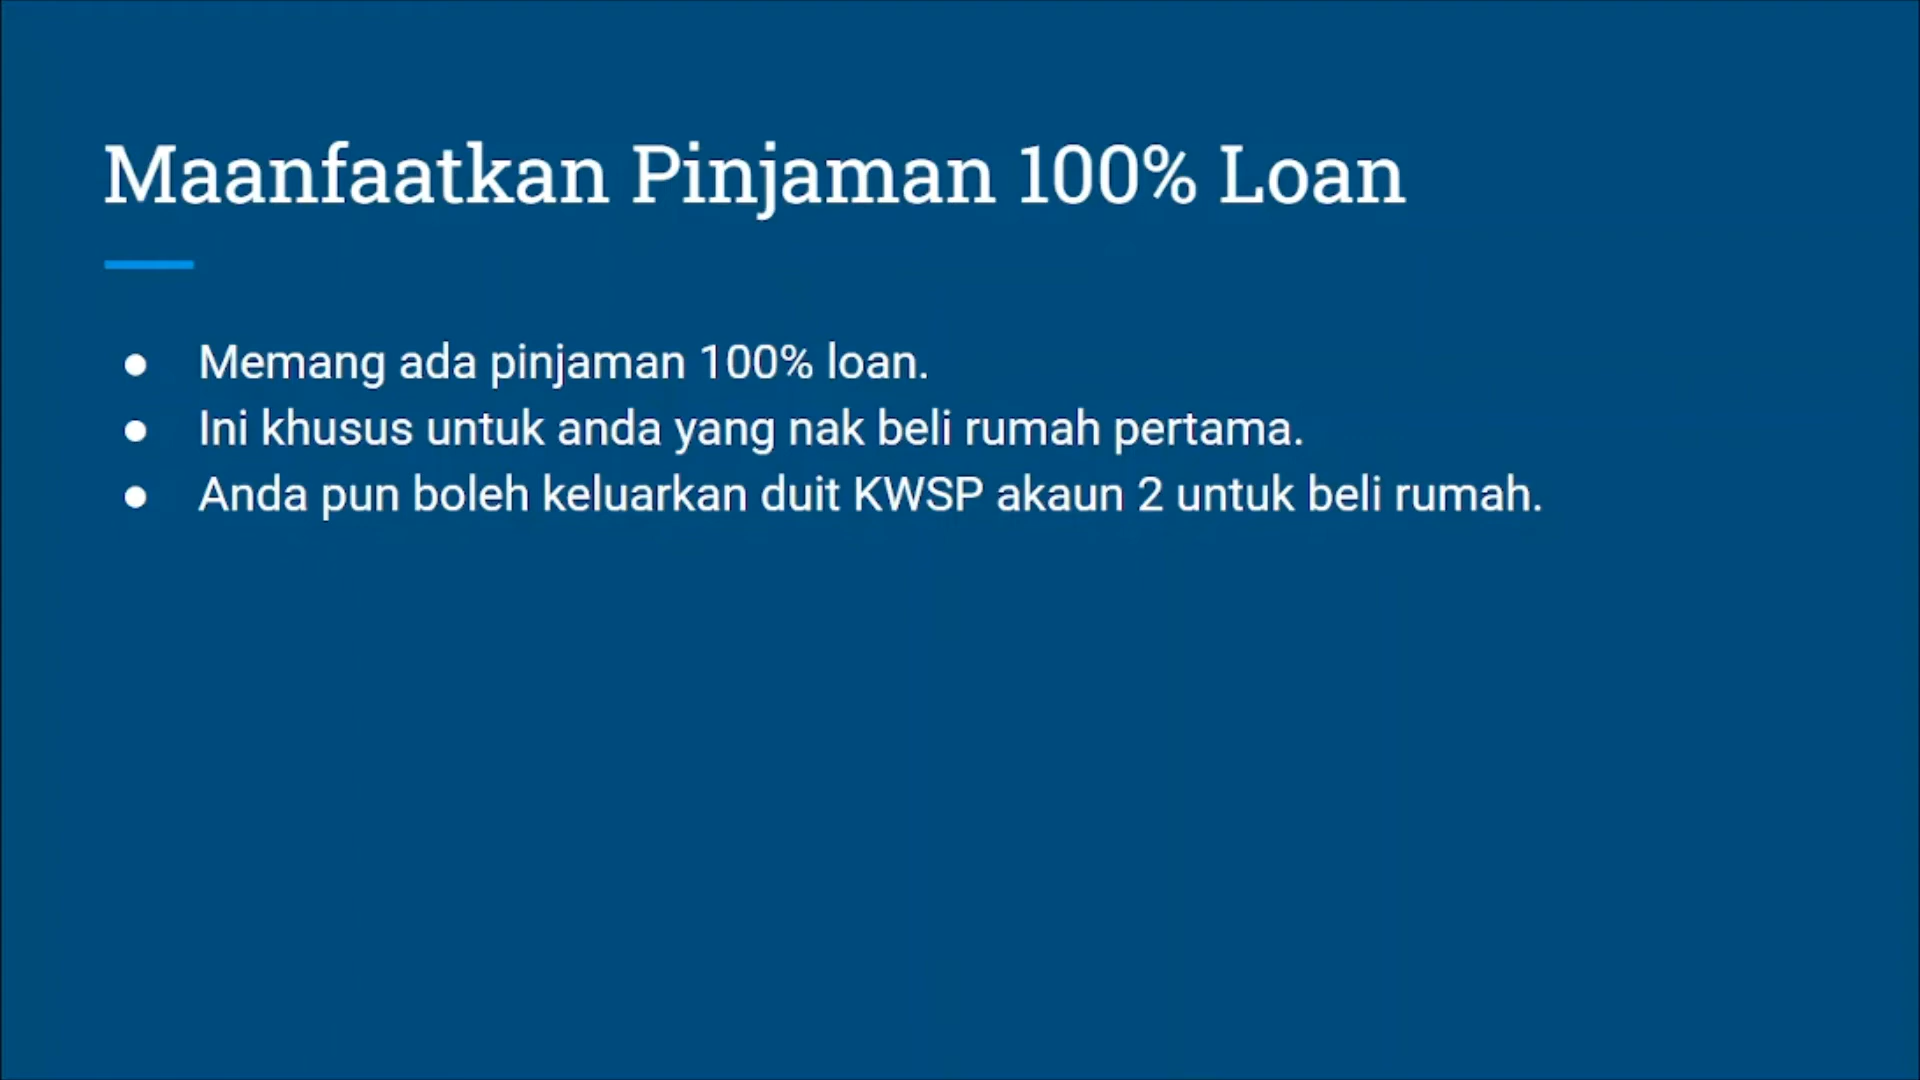 Maanfaatkan Pinjaman 100% Loan
● Memang ada pinjaman 100% loan.
● Ini khusus untuk anda yang nak beli rumah pertama.
● Anda pun boleh keluarkan duit KWSP akaun 2 untuk beli rumah.